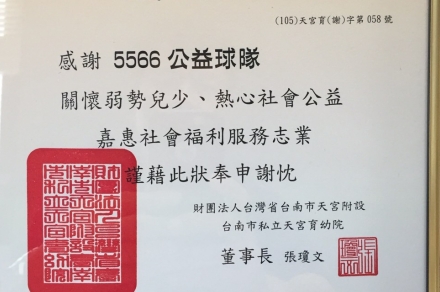 (105)天宮育(謝)字第058號
感謝 5566公益球隊
關懷弱勢兒少、熱心社會公益
嘉惠社會福利服務志業
謹藉此狀奉申謝忱
財團法人台灣省台南市天宮附設
台南市私立天宮育幼院
董事長 張瓊文